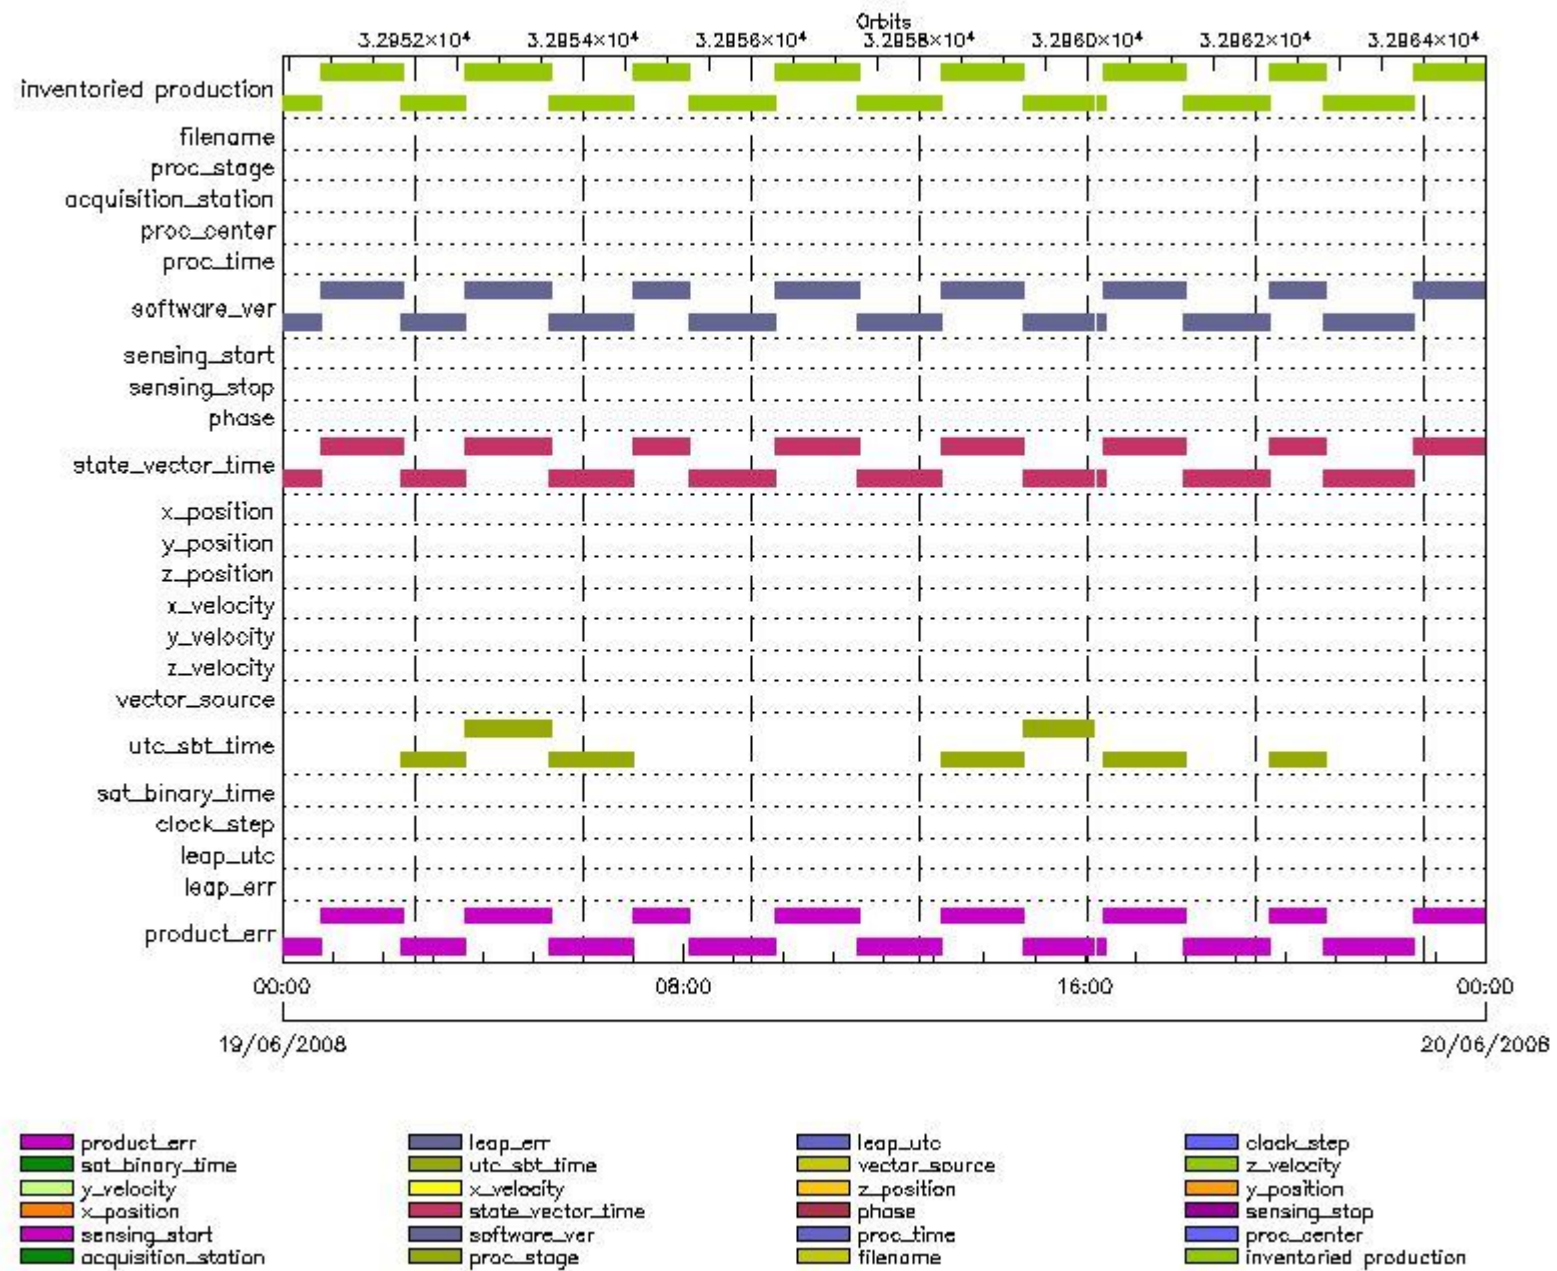 Orbits
3.2952×10⁴ 3.2954×10⁴ 3.2956×10⁴ 3.2958×10⁴ 3.2960×10⁴ 3.2962×10⁴ 3.2964×10⁴
inventoried production
filename
proc_stage
acquisition_station
proc_center
proc_time
software_ver
sensing_start
sensing_stop
phase
state_vector_time
x_position
y_position
z_position
x_velocity
y_velocity
z_velocity
vector_source
utc_sbt_time
sat_binary_time
clock_step
leap_utc
leap_err
product_err
00:00 08:00 16:00 00:00
19/06/2008 20/06/2008
product_err leap_err leap_utc clock_step
sat_binary_time utc_sbt_time vector_source z_velocity
y_velocity x_velocity z_position y_position
x_position state_vector_time phase sensing_stop
sensing_start software_ver proc_time proc_center
acquisition_station proc_stage filename inventoried production